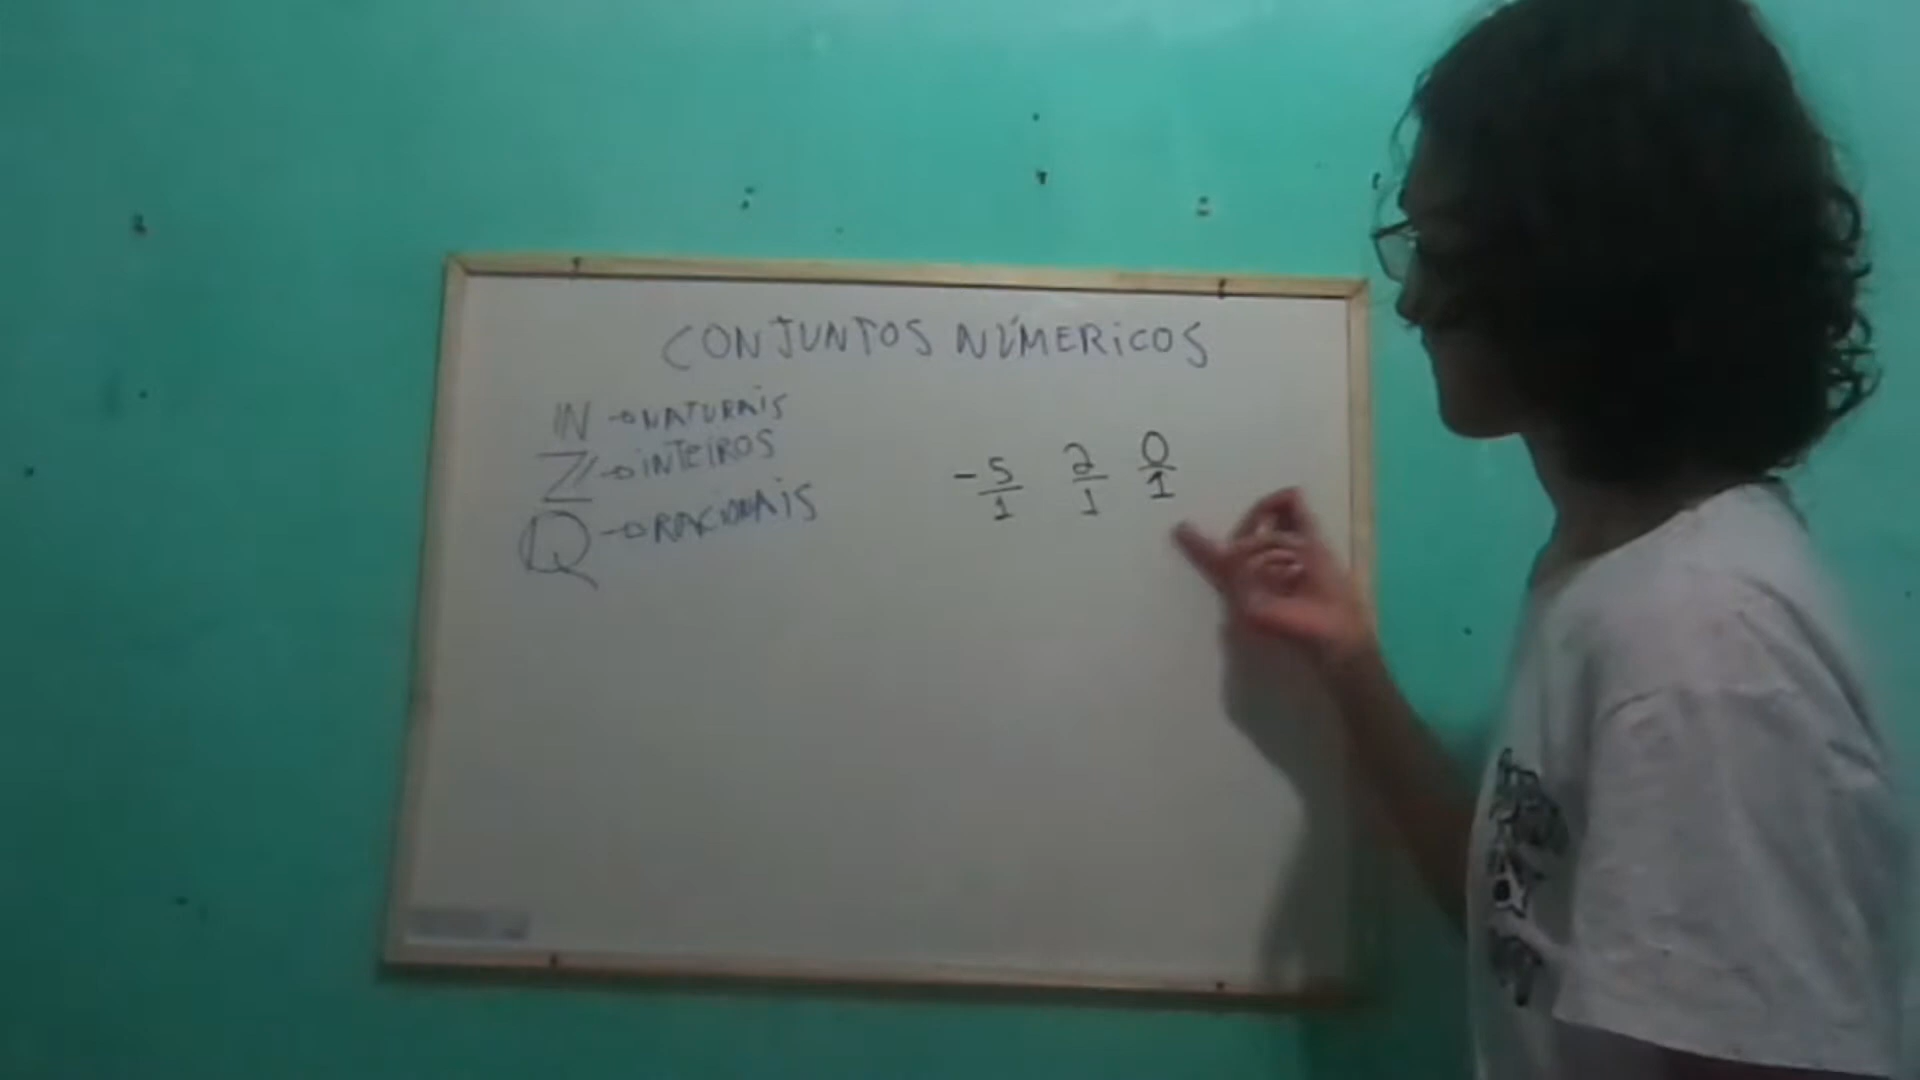 CONJUNTOS NÚMERICOS
IN → NATURAIS
Z → INTEIROS
Q → RACIONAIS
-5/1 2/1 0/1